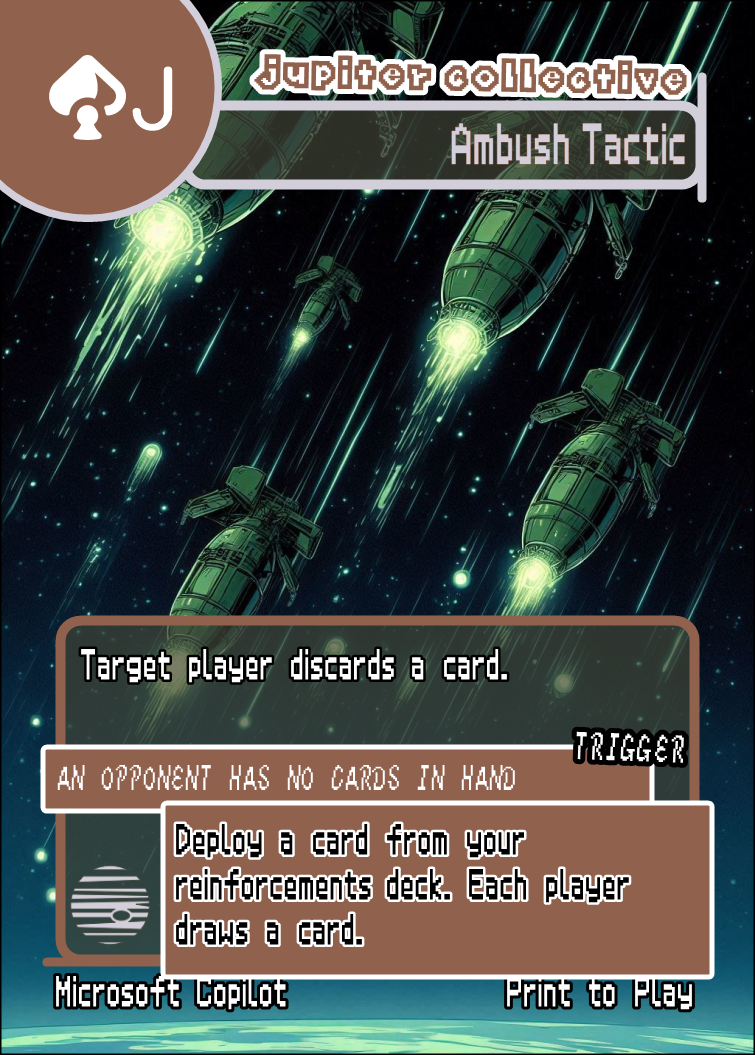 J
Jupiter collective
Ambush Tactic
Target player discards a card.
TRIGGER
AN OPPONENT HAS NO CARDS IN HAND
Deploy a card from your
reinforcements deck. Each player
draws a card.
Microsoft Copilot
Print to Play